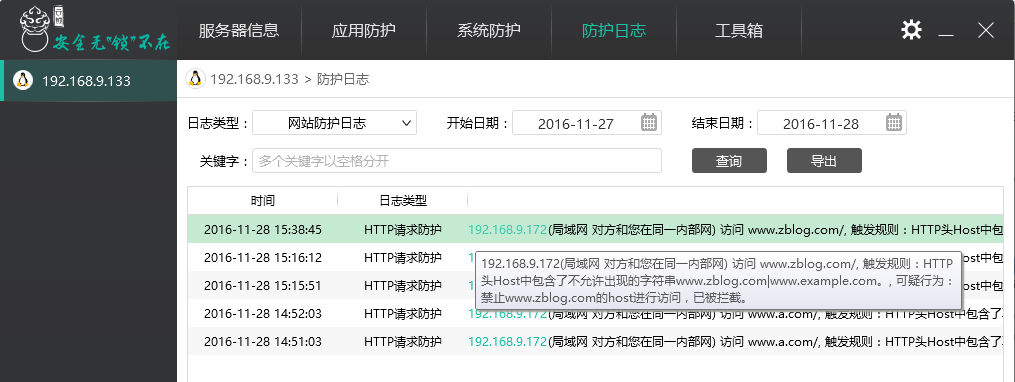 安全无"锁"不在
服务器信息 应用防护 系统防护 防护日志 工具箱
192.168.9.133
192.168.9.133 > 防护日志
日志类型： 网站防护日志 开始日期： 2016-11-27 结束日期： 2016-11-28
关键字： 多个关键字以空格分开 查询 导出
时间 日志类型
2016-11-28 15:38:45 HTTP请求防护 192.168.9.172(局域网 对方和您在同一内部网) 访问 www.zblog.com/, 触发规则：HTTP头Host中包
2016-11-28 15:16:12 HTTP请求防护
2016-11-28 15:15:51 HTTP请求防护
192.168.9.172(局域网 对方和您在同一内部网) 访问 www.zblog.com/, 触发规则：HTTP
头Host中包含了不允许出现的字符串www.zblog.com|www.example.com。, 可疑行为：
禁止www.zblog.com的host进行访问，已被拦截。
2016-11-28 14:52:03 HTTP请求防护 192.168.9.172(局域网 对方和您在同一内部网) 访问 www.a.com/, 触发规则：HTTP头Host中包含了
2016-11-28 14:51:03 HTTP请求防护 192.168.9.172(局域网 对方和您在同一内部网) 访问 www.a.com/, 触发规则：HTTP头Host中包含了